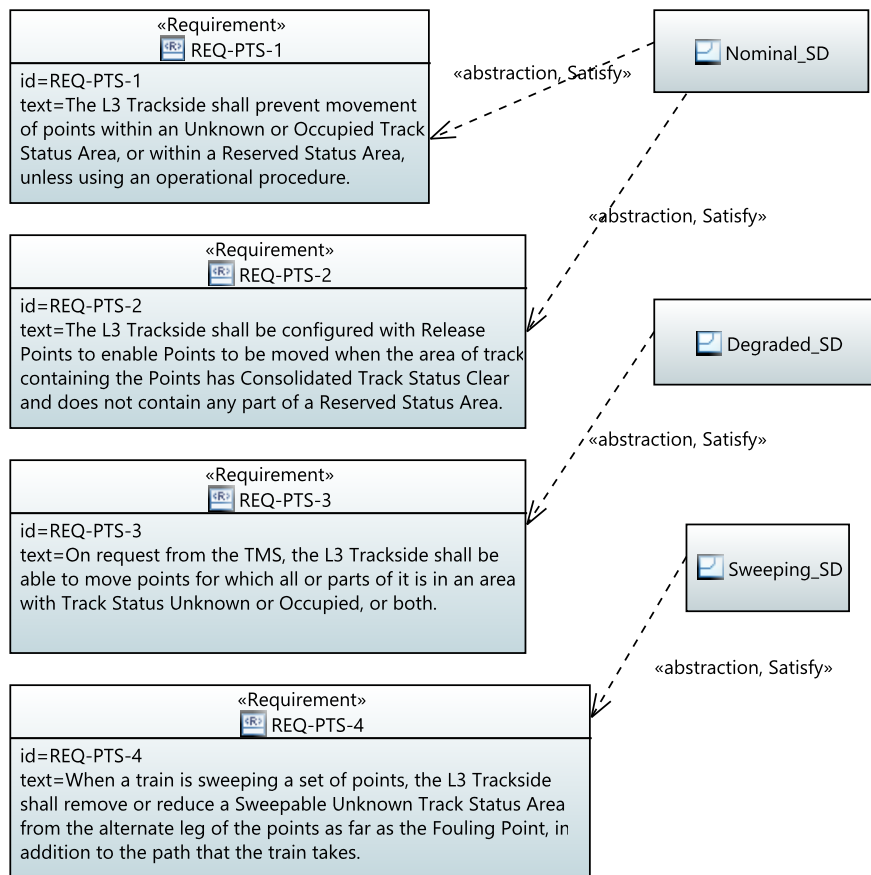 «Requirement»
REQ-PTS-1
id=REQ-PTS-1
text=The L3 Trackside shall prevent movement
of points within an Unknown or Occupied Track
Status Area, or within a Reserved Status Area,
unless using an operational procedure.
«abstraction, Satisfy»
Nominal_SD
«abstraction, Satisfy»
«Requirement»
REQ-PTS-2
id=REQ-PTS-2
text=The L3 Trackside shall be configured with Release
Points to enable Points to be moved when the area of track
containing the Points has Consolidated Track Status Clear
and does not contain any part of a Reserved Status Area.
Degraded_SD
«abstraction, Satisfy»
«Requirement»
REQ-PTS-3
id=REQ-PTS-3
text=On request from the TMS, the L3 Trackside shall be
able to move points for which all or parts of it is in an area
with Track Status Unknown or Occupied, or both.
Sweeping_SD
«abstraction, Satisfy»
«Requirement»
REQ-PTS-4
id=REQ-PTS-4
text=When a train is sweeping a set of points, the L3 Trackside
shall remove or reduce a Sweepable Unknown Track Status Area
from the alternate leg of the points as far as the Fouling Point, in
addition to the path that the train takes.